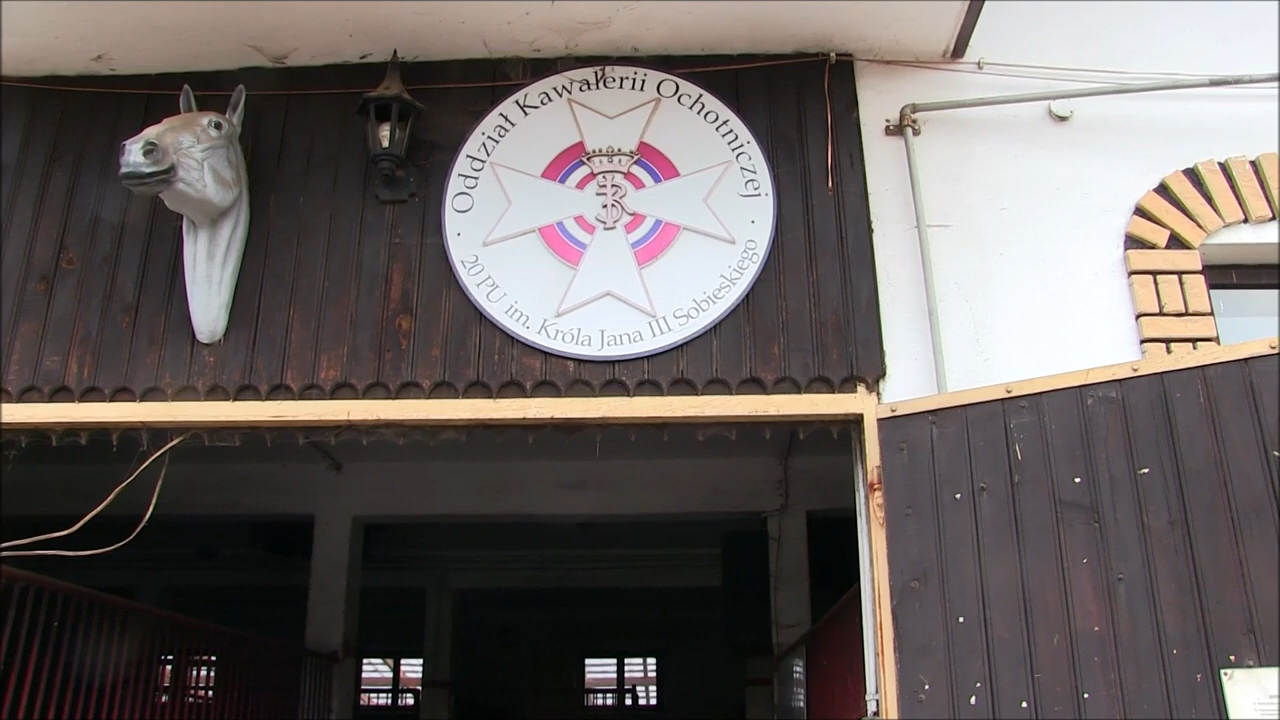 Oddział Kawalerii Ochotniczej
20 PU im. Króla Jana III Sobieskiego